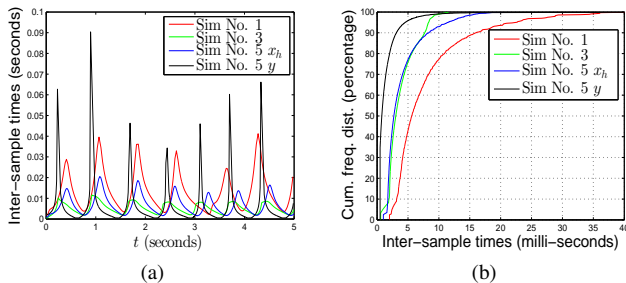 0.1
0.09
0.08
0.07
0.06
0.05
0.04
0.03
0.02
0.01
0
Inter−sample times (seconds)
Sim No. 1
Sim No. 3
Sim No. 5 x_h
Sim No. 5 y
0 1 2 3 4 5
t (seconds)
(a)
100
90
80
70
60
50
40
30
20
10
0
Cum. freq. dist. (percentage)
Sim No. 1
Sim No. 3
Sim No. 5 x_h
Sim No. 5 y
0 5 10 15 20 25 30 35 40
Inter−sample times (milli−seconds)
(b)